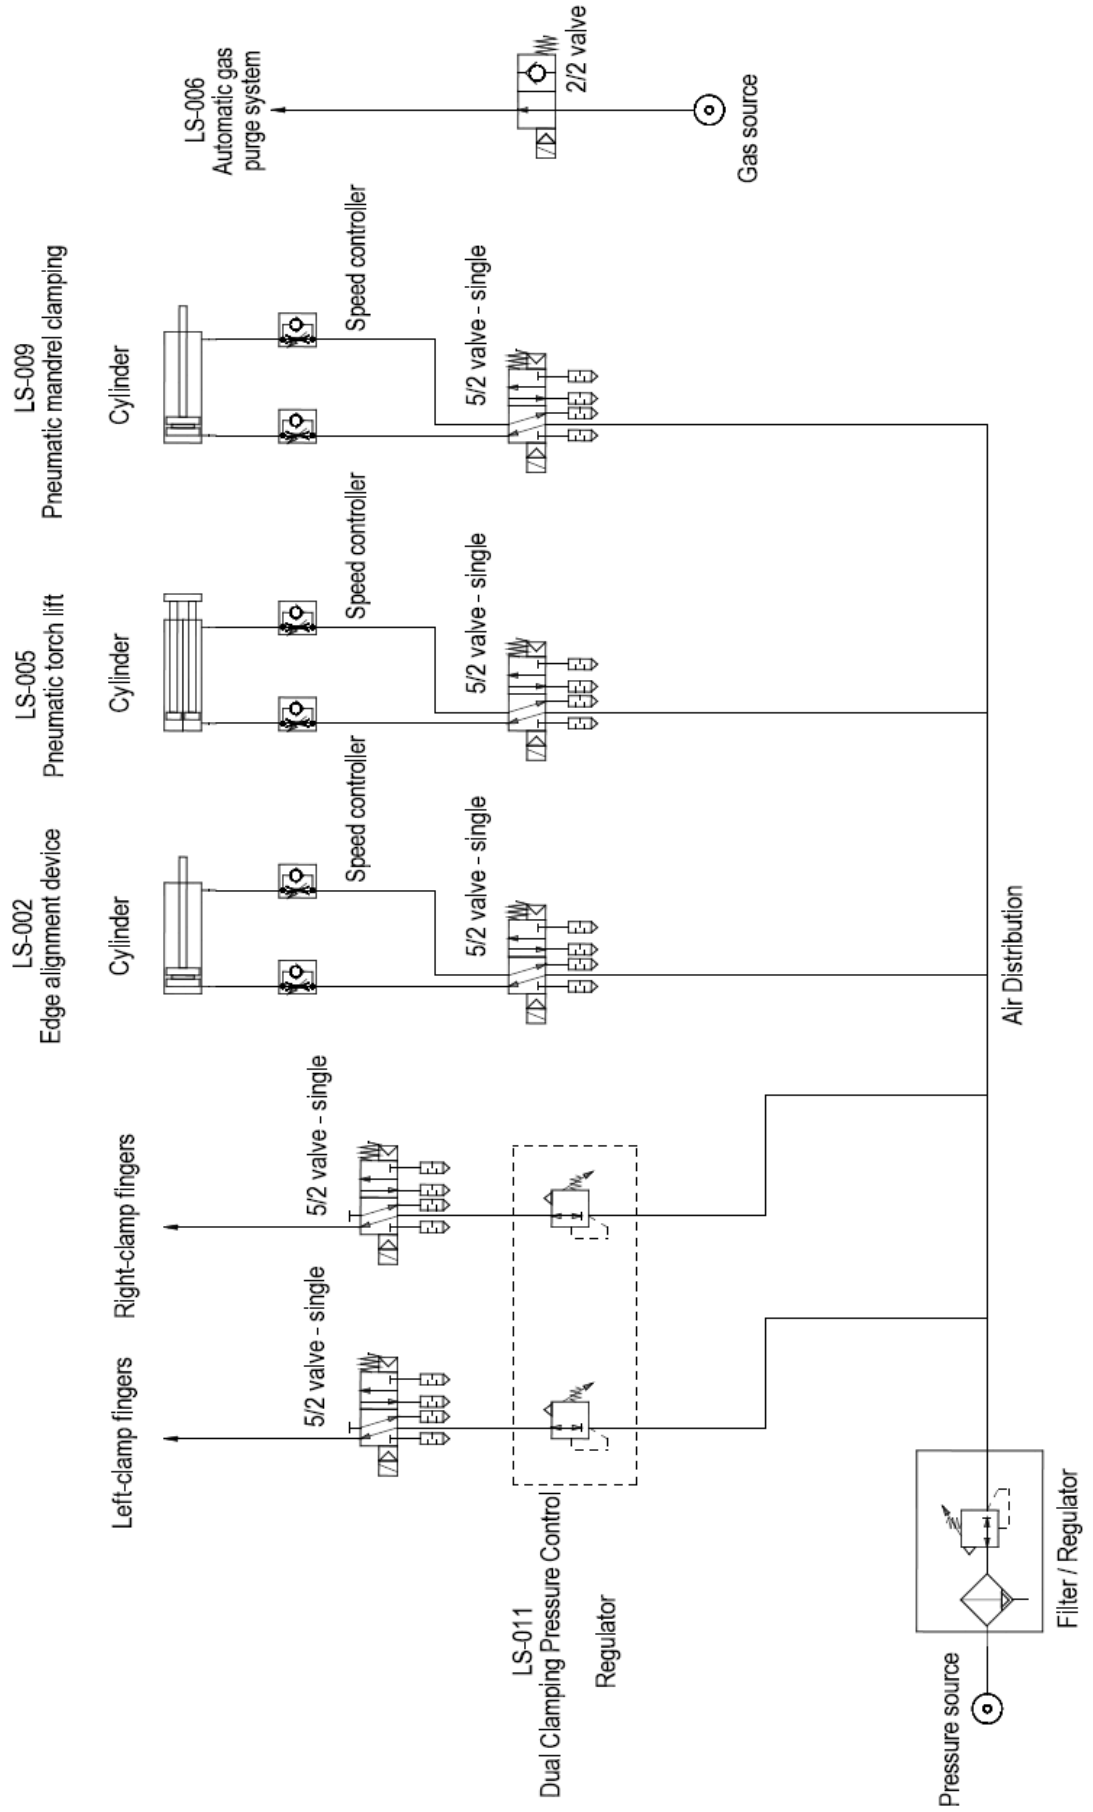 LS-006
Automatic gas
purge system
2/2 valve
Gas source
LS-009
Pneumatic mandrel clamping
Cylinder
Speed controller
5/2 valve - single
LS-005
Pneumatic torch lift
Cylinder
Speed controller
5/2 valve - single
LS-002
Edge alignment device
Cylinder
Speed controller
5/2 valve - single
Air Distribution
Right-clamp fingers
5/2 valve - single
Left-clamp fingers
5/2 valve - single
LS-011
Dual Clamping Pressure Control
Regulator
Filter / Regulator
Pressure source